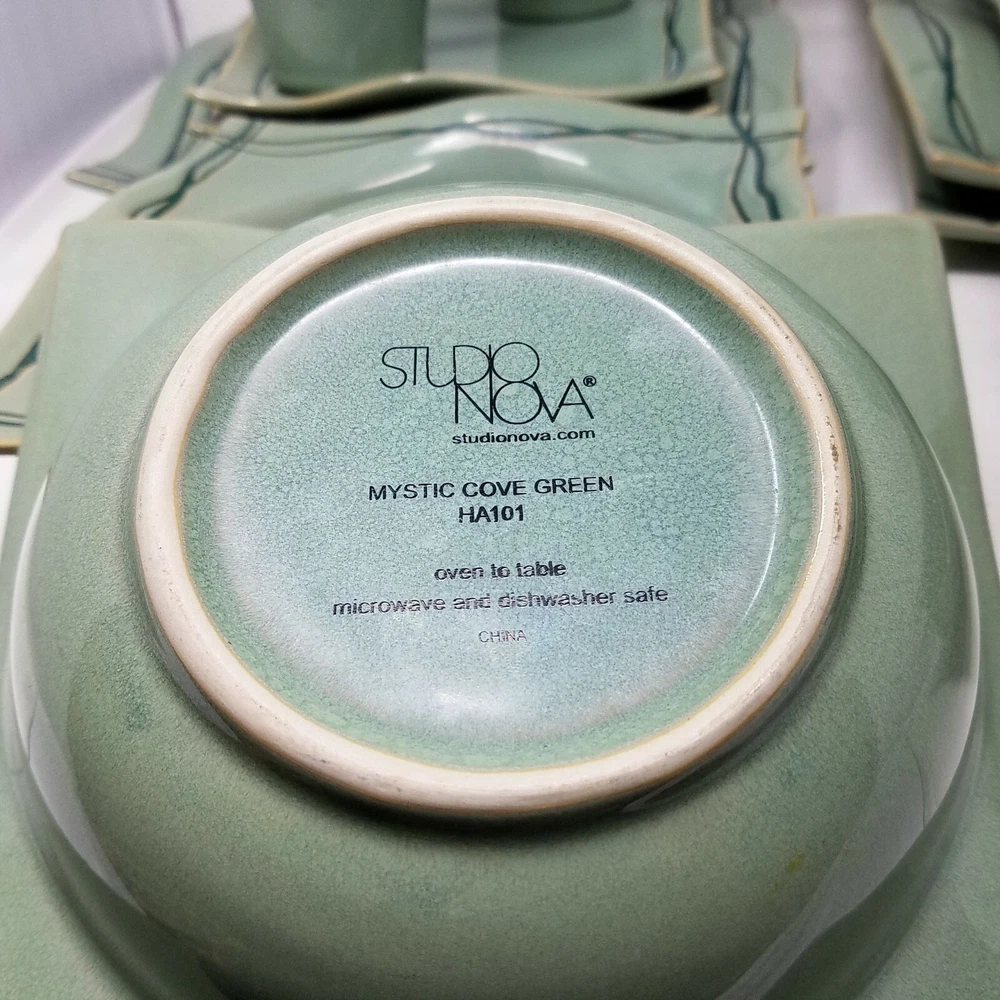 STUDIO
NOVA®
studionova.com
MYSTIC COVE GREEN
HA101
oven to table
microwave and dishwasher safe
CHINA